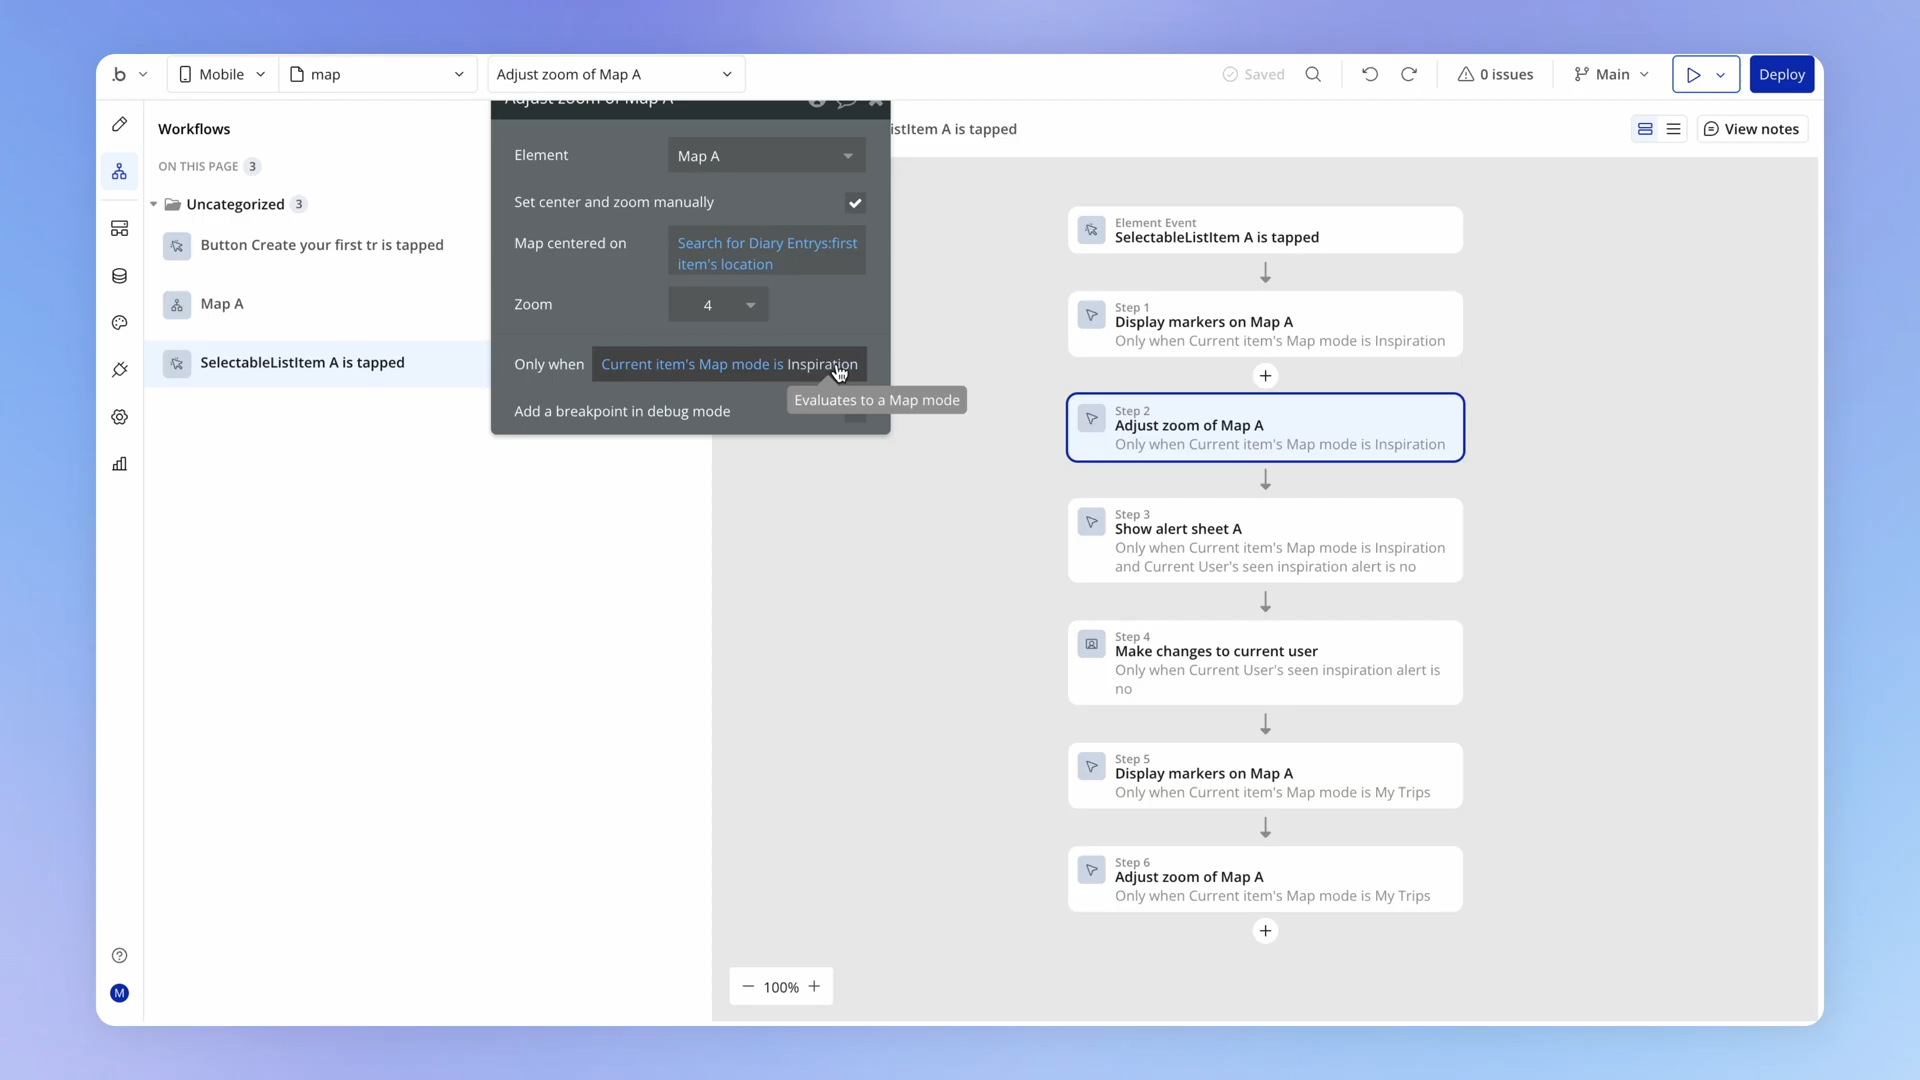 .b
Mobile
map
Adjust zoom of Map A
Saved
0 issues
Main
Deploy
Workflows
ON THIS PAGE 3
Uncategorized 3
Button Create your first tr is tapped
Map A
SelectableListItem A is tapped
Adjust zoom of Map A
Element
Map A
Set center and zoom manually
Map centered on
Search for Diary Entrys:first
item's location
Zoom
4
Only when
Current item's Map mode is Inspiration
Evaluates to a Map mode
Add a breakpoint in debug mode
istItem A is tapped
View notes
Element Event
SelectableListItem A is tapped
Step 1
Display markers on Map A
Only when Current item's Map mode is Inspiration
Step 2
Adjust zoom of Map A
Only when Current item's Map mode is Inspiration
Step 3
Show alert sheet A
Only when Current item's Map mode is Inspiration
and Current User's seen inspiration alert is no
Step 4
Make changes to current user
Only when Current User's seen inspiration alert is
no
Step 5
Display markers on Map A
Only when Current item's Map mode is My Trips
Step 6
Adjust zoom of Map A
Only when Current item's Map mode is My Trips
100%
M